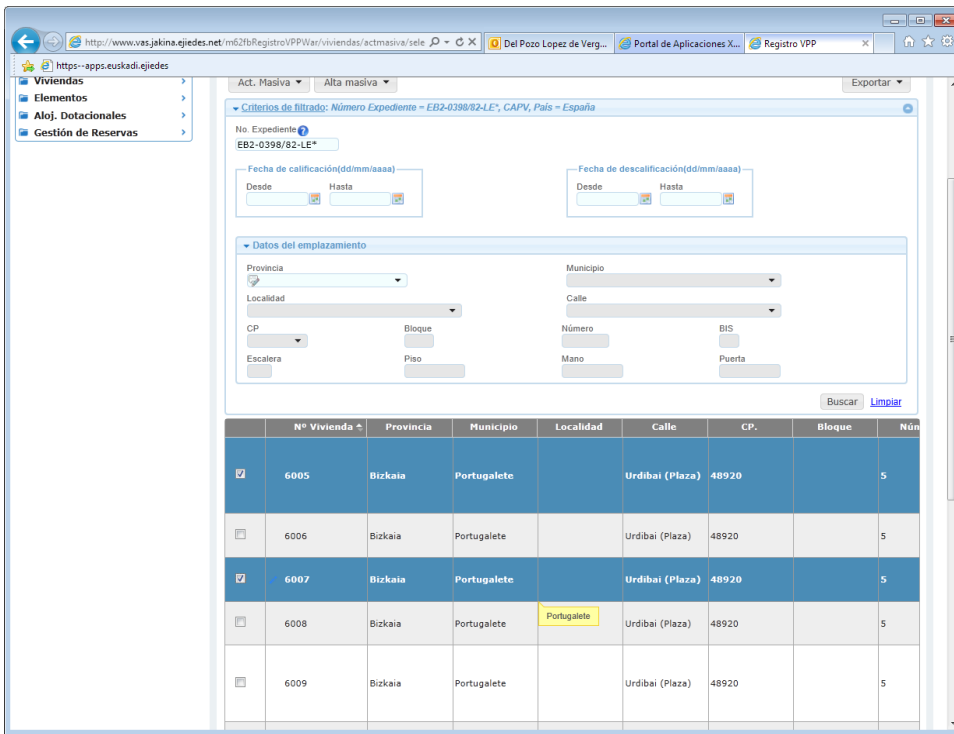 http://www.vas.jakina.ejiedes.net/m62fbRegistroVPPWar/viviendas/actmasiva/sele
Del Pozo Lopez de Verg... Portal de Aplicaciones X... Registro VPP
https--apps.euskadi.ejiedes
Viviendas
Elementos
Aloj. Dotacionales
Gestión de Reservas
Act. Masiva Alta masiva Exportar
Criterios de filtrado: Número Expediente = EB2-0398/82-LE*, CAPV, País = España
No. Expediente
EB2-0398/82-LE*
Fecha de calificación(dd/mm/aaaa) Fecha de descalificación(dd/mm/aaaa)
Desde Hasta Desde Hasta
Datos del emplazamiento
Provincia Municipio
Localidad Calle
CP Bloque Número BIS
Escalera Piso Mano Puerta
Buscar Limpiar
Nº Vivienda Provincia Municipio Localidad Calle CP. Bloque Núm
6005 Bizkaia Portugalete Urdibai (Plaza) 48920 5
6006 Bizkaia Portugalete Urdibai (Plaza) 48920 5
6007 Bizkaia Portugalete Urdibai (Plaza) 48920 5
Portugalete
6008 Bizkaia Portugalete Urdibai (Plaza) 48920 5
6009 Bizkaia Portugalete Urdibai (Plaza) 48920 5